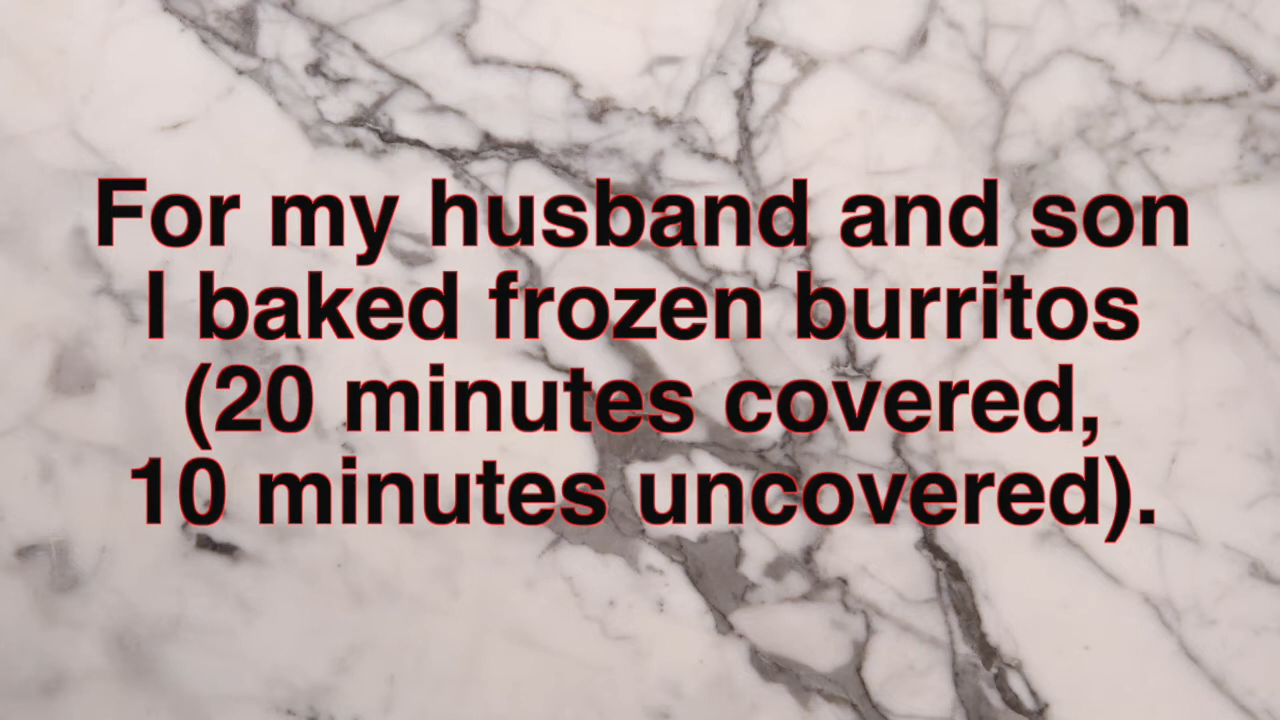 For my husband and son
I baked frozen burritos
(20 minutes covered,
10 minutes uncovered).